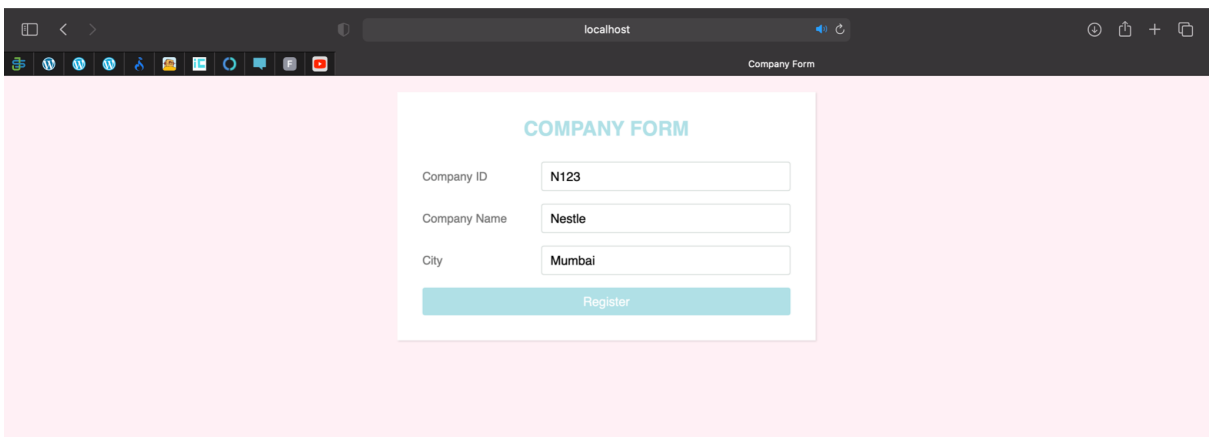 localhost
F
Company Form
COMPANY FORM
Company ID N123
Company Name Nestle
City Mumbai
Register